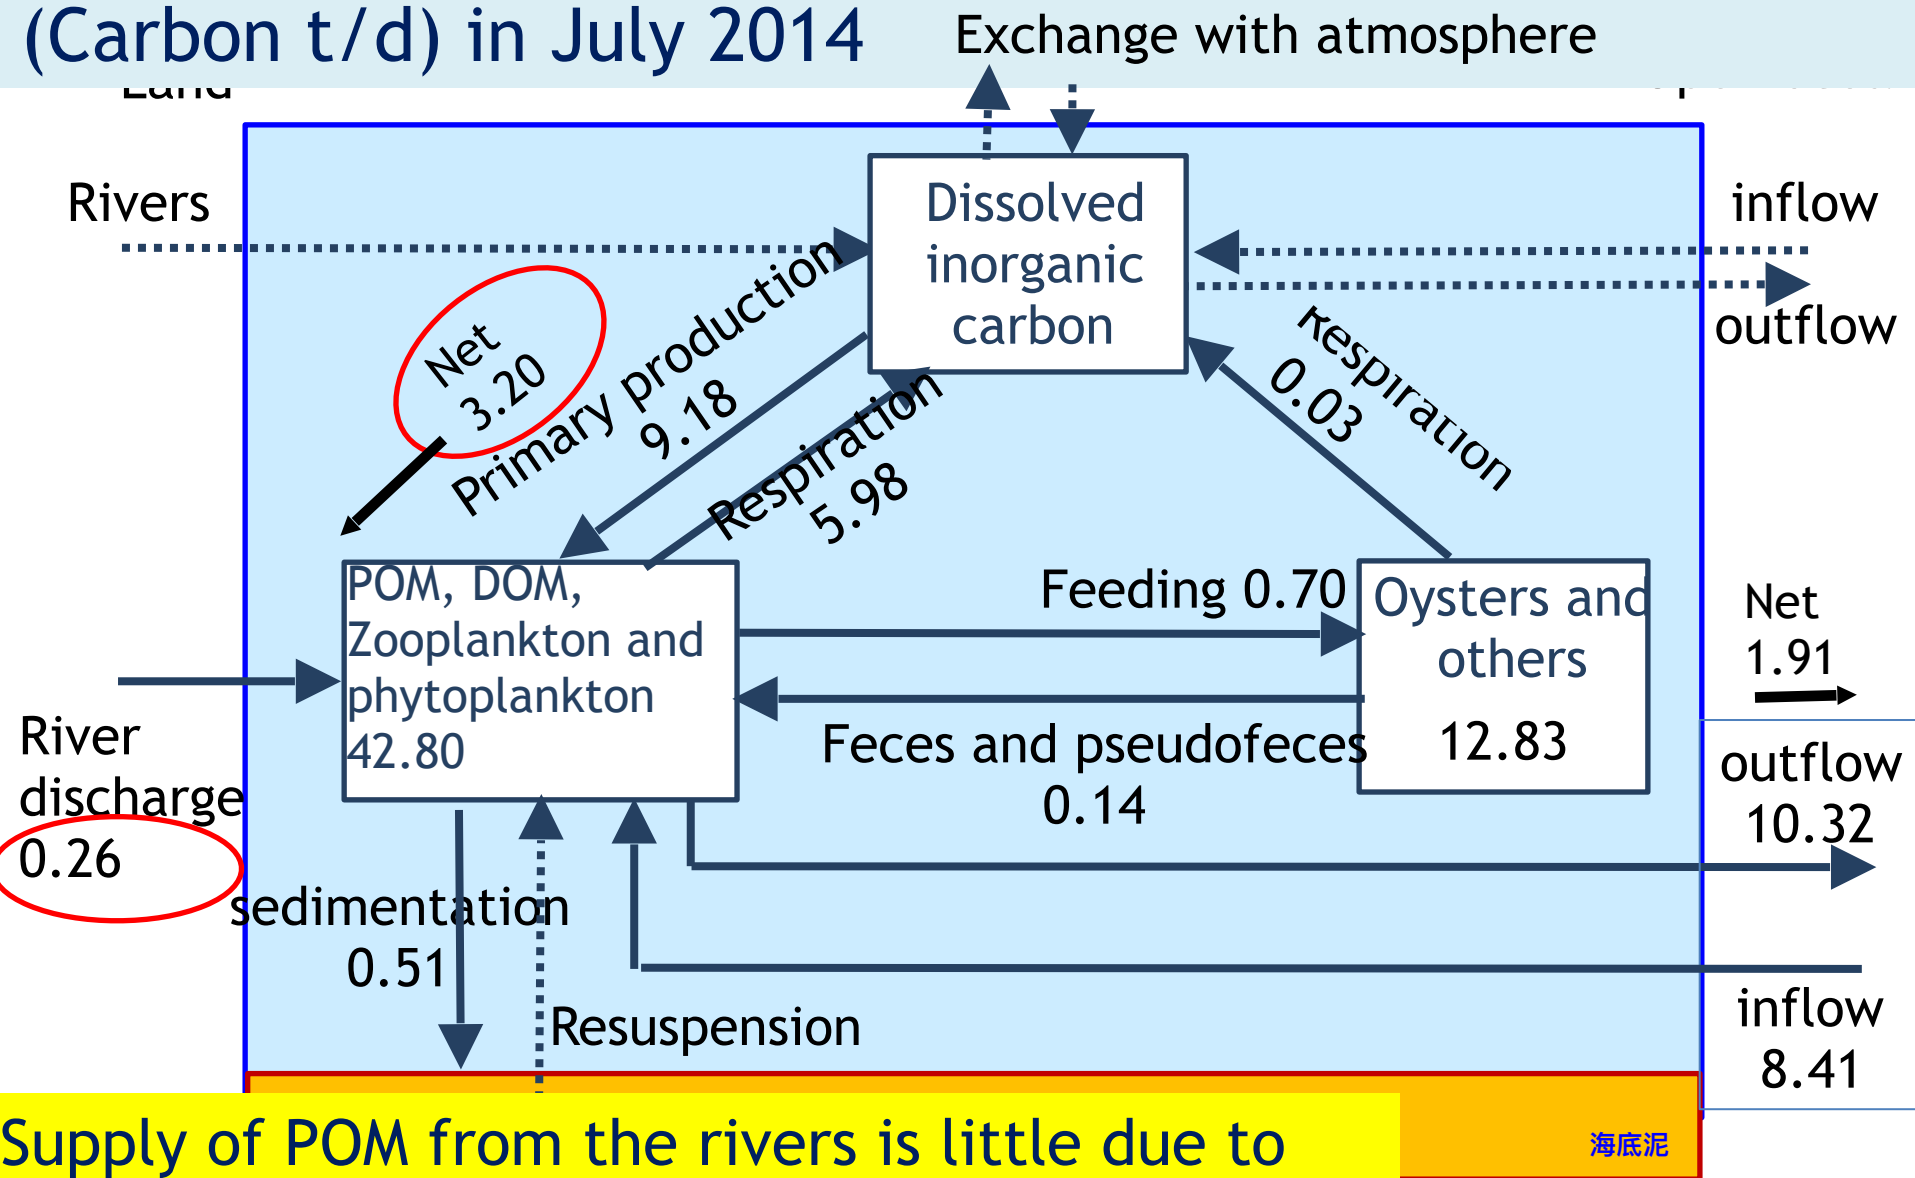 (Carbon t/d) in July 2014
Exchange with atmosphere
Land
Rivers
Dissolved
inorganic
carbon
inflow
outflow
Net
3.20
Primary production
9.18
Respiration
5.98
Respiration
0.03
POM, DOM,
Zooplankton and
phytoplankton
42.80
Feeding 0.70
Oysters and
others
12.83
Feces and pseudofeces
0.14
Net
1.91
River
discharge
0.26
outflow
10.32
sedimentation
0.51
Resuspension
inflow
8.41
Supply of POM from the rivers is little due to
海底泥